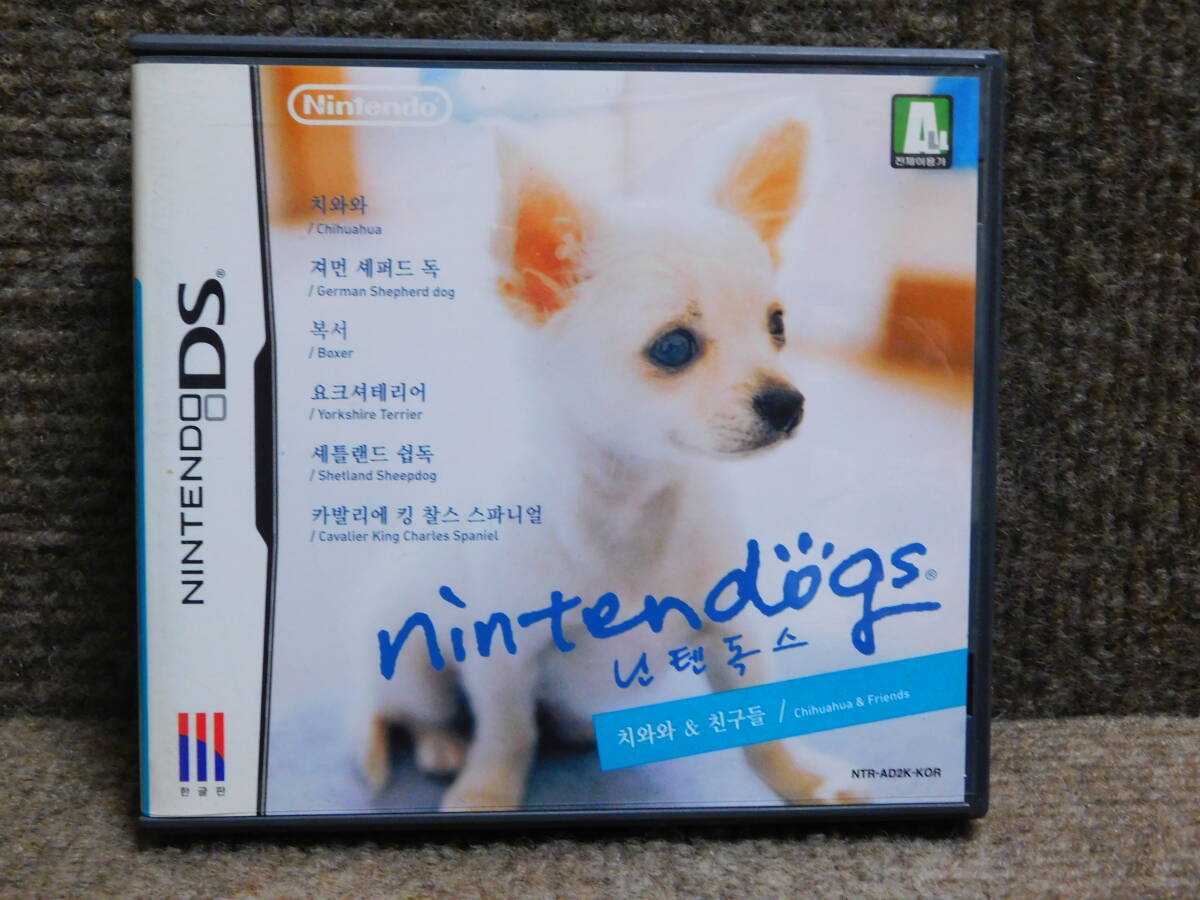 Nintendo®
ALL
전체이용가
치와와
/ Chihuahua
져먼 셰퍼드 독
/ German Shepherd dog
복서
/ Boxer
요크셔테리어
/ Yorkshire Terrier
셰틀랜드 쉽독
/ Shetland Sheepdog
카발리에 킹 찰스 스파니얼
/ Cavalier King Charles Spaniel
nintendogs®
닌텐독스
치와와 & 친구들 / Chihuahua & Friends
NTR-AD2K-KOR
NINTENDO DS®
한글판